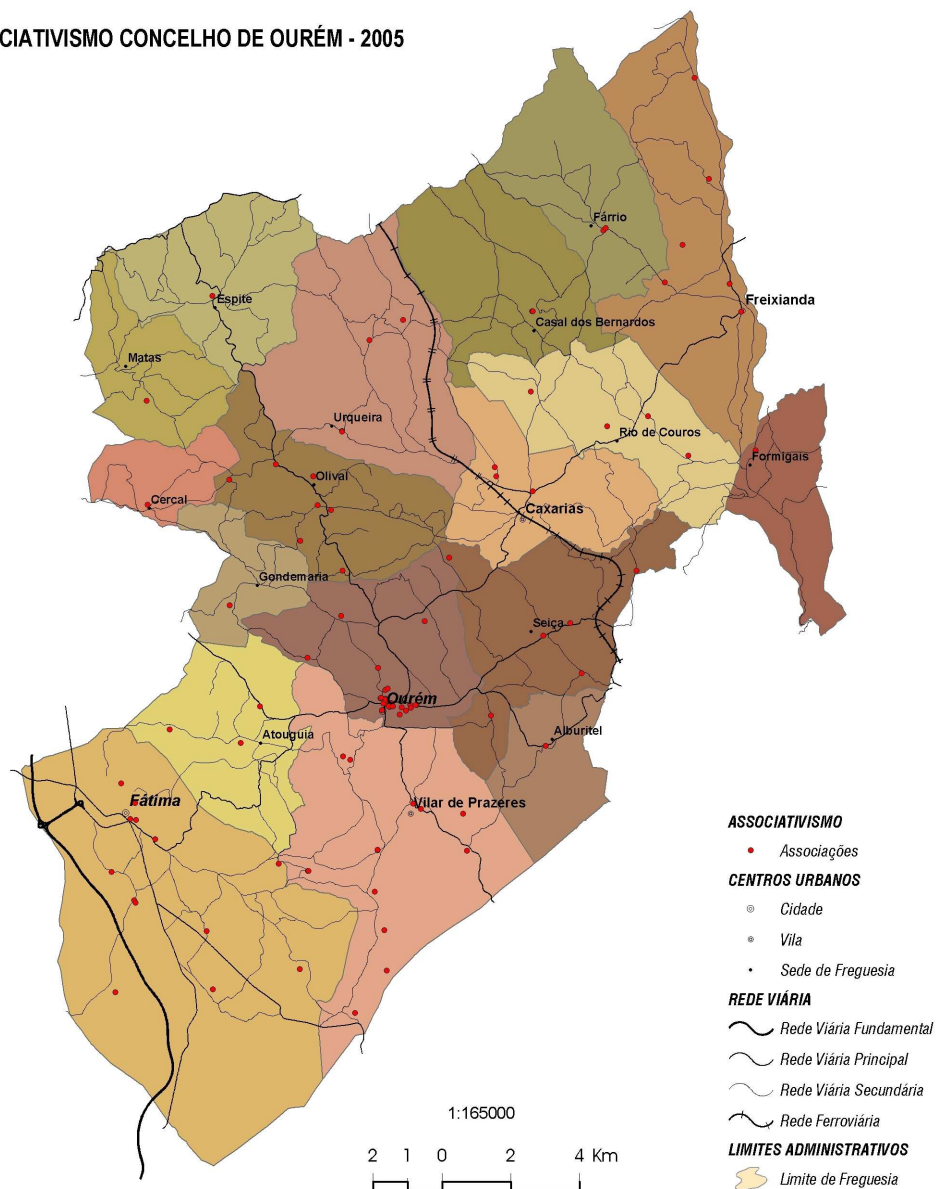 CIATIVISMO CONCELHO DE OURÉM - 2005
Fárrio
Espite
Freixianda
Casal dos Bernardos
Matas
Urqueira
Rio de Couros
Formigais
Olival
Cercal
Caxarias
Gondemaria
Seiça
Ourém
Alburitel
Atouguia
Fátima
Vilar de Prazeres
ASSOCIATIVISMO
Associações
CENTROS URBANOS
Cidade
Vila
Sede de Freguesia
REDE VIÁRIA
Rede Viária Fundamental
Rede Viária Principal
Rede Viária Secundária
Rede Ferroviária
LIMITES ADMINISTRATIVOS
Limite de Freguesia
1:165000
2 1 0 2 4 Km